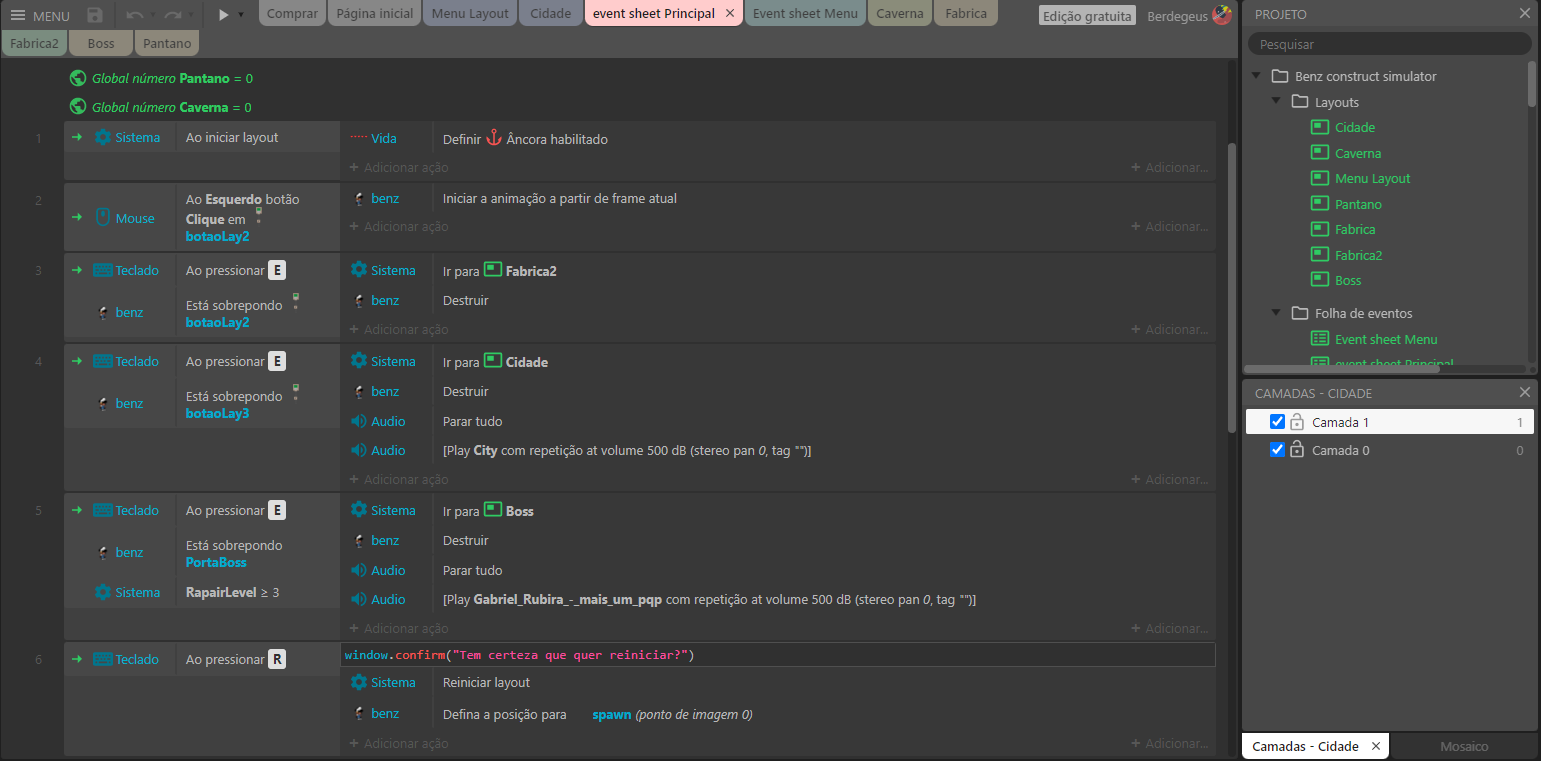 MENU
Comprar
Página inicial
Menu Layout
Cidade
event sheet Principal ×
Event sheet Menu
Caverna
Fabrica
Edição gratuita
Berdegeus
Fabrica2
Boss
Pantano
Global número Pantano = 0
Global número Caverna = 0
1
Sistema
Ao iniciar layout
Vida
Definir Âncora habilitado
+ Adicionar ação
+ Adicionar...
2
Mouse
Ao Esquerdo botão
Clique em
botaoLay2
benz
Iniciar a animação a partir de frame atual
+ Adicionar ação
+ Adicionar...
3
Teclado
Ao pressionar E
benz
Está sobrepondo
botaoLay2
Sistema
Ir para Fabrica2
benz
Destruir
+ Adicionar ação
+ Adicionar...
4
Teclado
Ao pressionar E
benz
Está sobrepondo
botaoLay3
Sistema
Ir para Cidade
benz
Destruir
Audio
Parar tudo
Audio
[Play City com repetição at volume 500 dB (stereo pan 0, tag "")]
+ Adicionar ação
+ Adicionar...
5
Teclado
Ao pressionar E
benz
Está sobrepondo
PortaBoss
Sistema
RapairLevel ≥ 3
Sistema
Ir para Boss
benz
Destruir
Audio
Parar tudo
Audio
[Play Gabriel_Rubira_-_mais_um_pqp com repetição at volume 500 dB (stereo pan 0, tag "")]
+ Adicionar ação
+ Adicionar...
6
Teclado
Ao pressionar R
window.confirm("Tem certeza que quer reiniciar?")
Sistema
Reiniciar layout
benz
Defina a posição para spawn (ponto de imagem 0)
+ Adicionar ação
+ Adicionar...
PROJETO
Pesquisar
Benz construct simulator
Layouts
Cidade
Caverna
Menu Layout
Pantano
Fabrica
Fabrica2
Boss
Folha de eventos
Event sheet Menu
event sheet Principal
CAMADAS - CIDADE
Camada 1 1
Camada 0 0
Camadas - Cidade ×
Mosaico